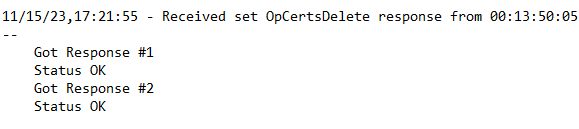 11/15/23,17:21:55 - Received set OpCertsDelete response from 00:13:50:05
--
Got Response #1
Status OK
Got Response #2
Status OK